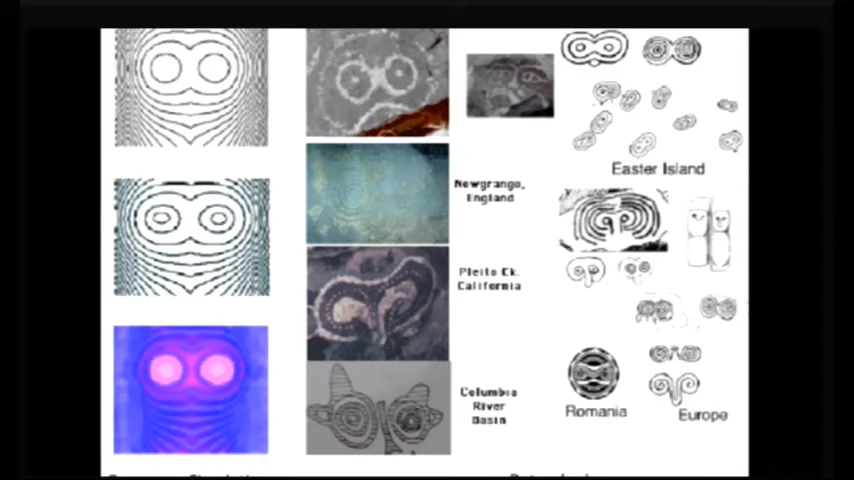 Easter Island
Newgrange,
England
Pleito Ck.
California
Columbia
River
Basin
Romania
Europe